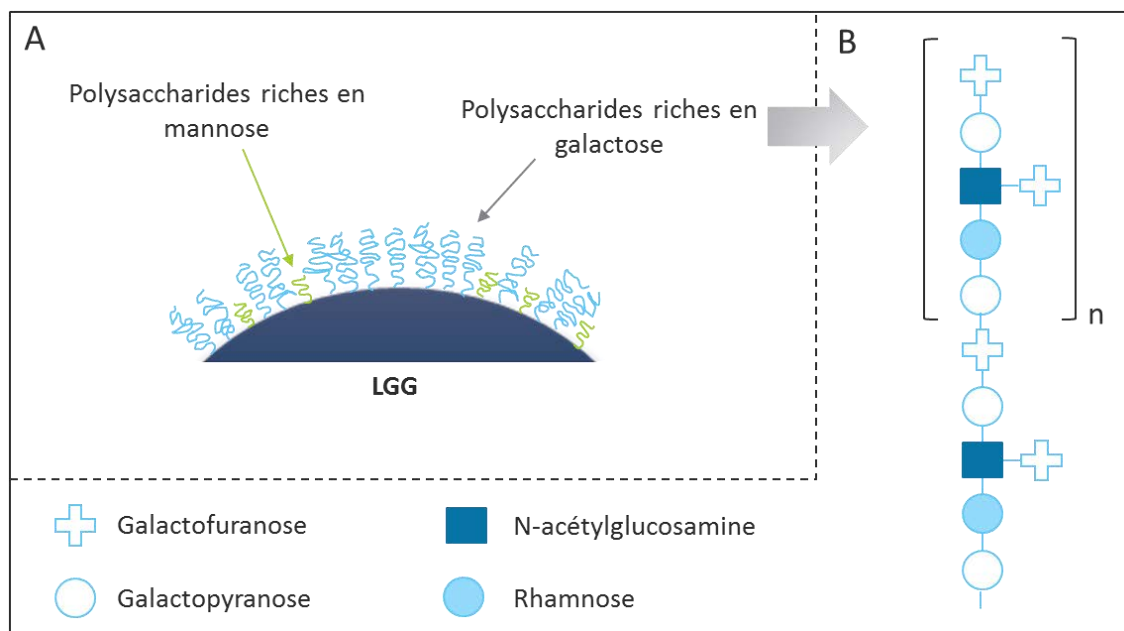 A
Polysaccharides riches en
mannose
Polysaccharides riches en
galactose
LGG
B
n
Galactofuranose
N-acétylglucosamine
Galactopyranose
Rhamnose